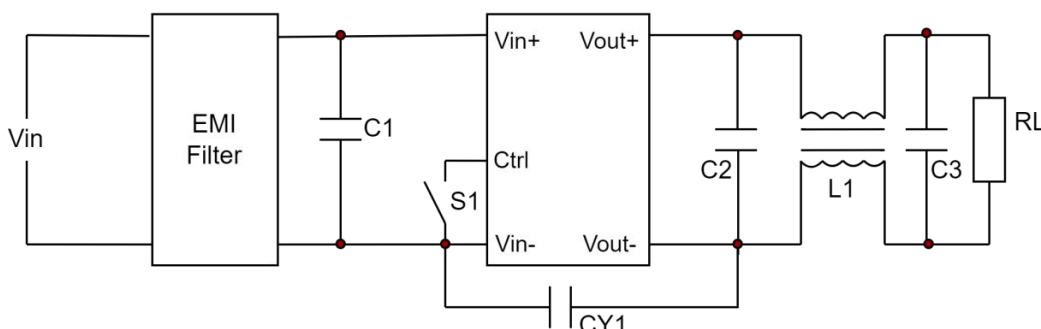 Vin+ Vout+
EMI
Filter
C1
Vin
RL
Ctrl
C2
C3
S1
L1
Vin- Vout-
CY1